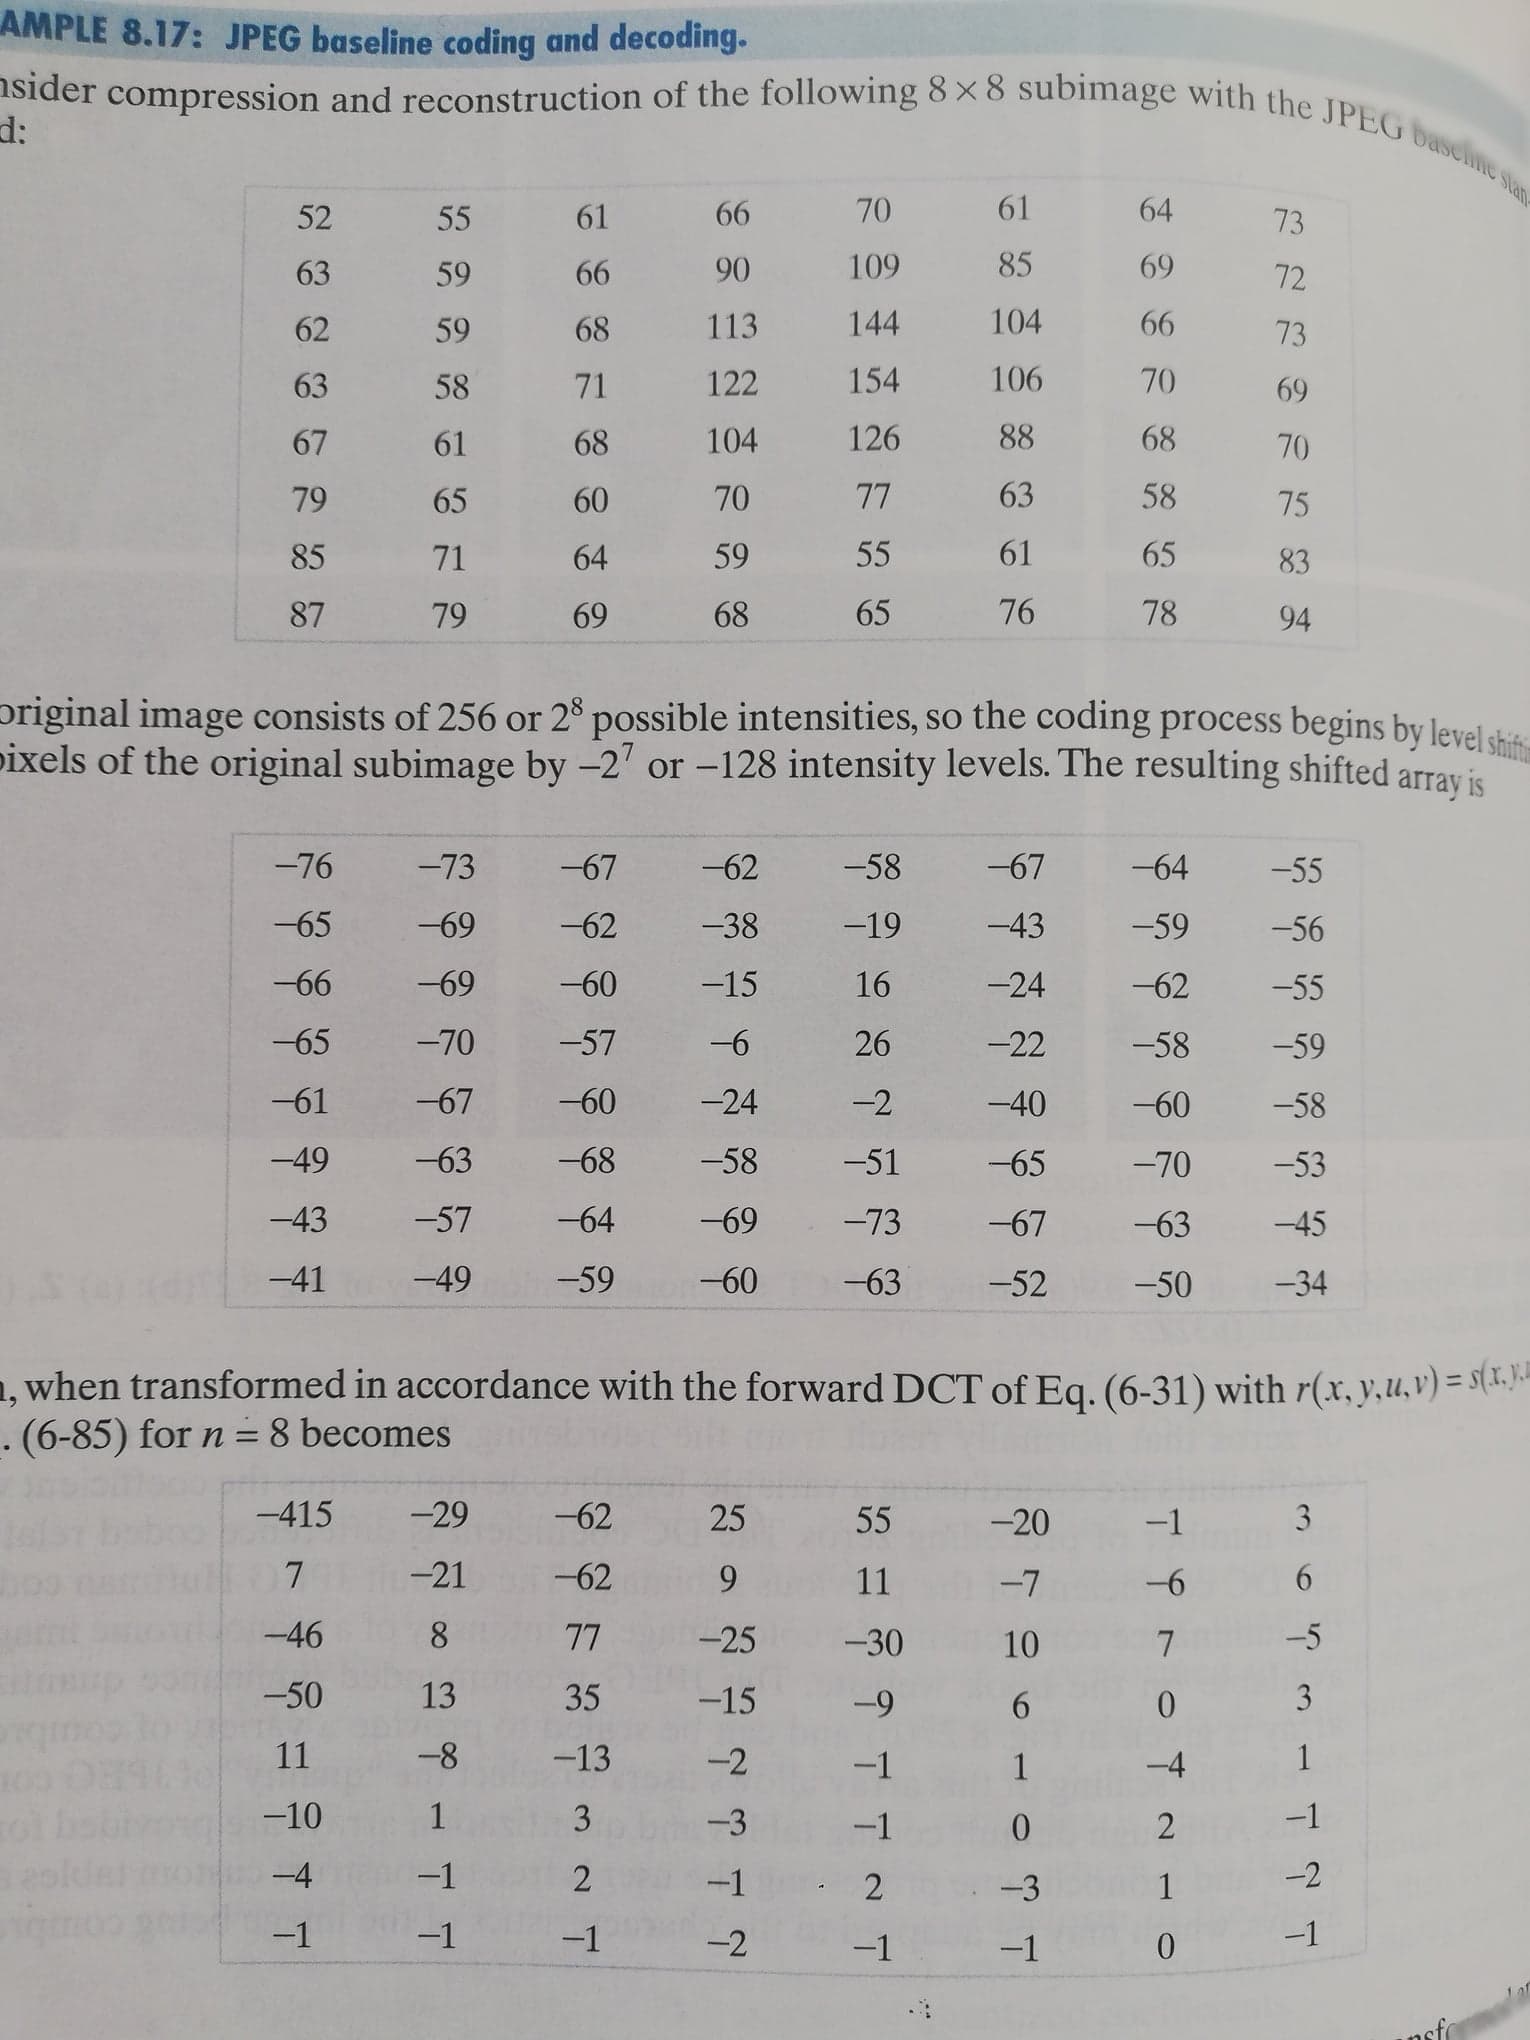 AMPLE 8.17: JPEG baseline coding and decoding.
nsider compression and reconstruction of the following 8 × 8 subimage with the JPEG baseline stan-
d:
52 55 61 66 70 61 64 73
63 59 66 90 109 85 69 72
62 59 68 113 144 104 66 73
63 58 71 122 154 106 70 69
67 61 68 104 126 88 68 70
79 65 60 70 77 63 58 75
85 71 64 59 55 61 65 83
87 79 69 68 65 76 78 94
original image consists of 256 or 2⁸ possible intensities, so the coding process begins by level shiftin
pixels of the original subimage by −2⁷ or −128 intensity levels. The resulting shifted array is
−76 −73 −67 −62 −58 −67 −64 −55
−65 −69 −62 −38 −19 −43 −59 −56
−66 −69 −60 −15 16 −24 −62 −55
−65 −70 −57 −6 26 −22 −58 −59
−61 −67 −60 −24 −2 −40 −60 −58
−49 −63 −68 −58 −51 −65 −70 −53
−43 −57 −64 −69 −73 −67 −63 −45
−41 −49 −59 −60 −63 −52 −50 −34
, when transformed in accordance with the forward DCT of Eq. (6-31) with r(x, y, u, v) = s(x, y,
. (6-85) for n = 8 becomes
−415 −29 −62 25 55 −20 −1 3
7 −21 −62 9 11 −7 −6 6
−46 8 77 −25 −30 10 7 −5
−50 13 35 −15 −9 6 0 3
11 −8 −13 −2 −1 1 −4 1
−10 1 3 −3 −1 0 2 −1
−4 −1 2 −1 2 −3 1 −2
−1 −1 −1 −2 −1 −1 0 −1